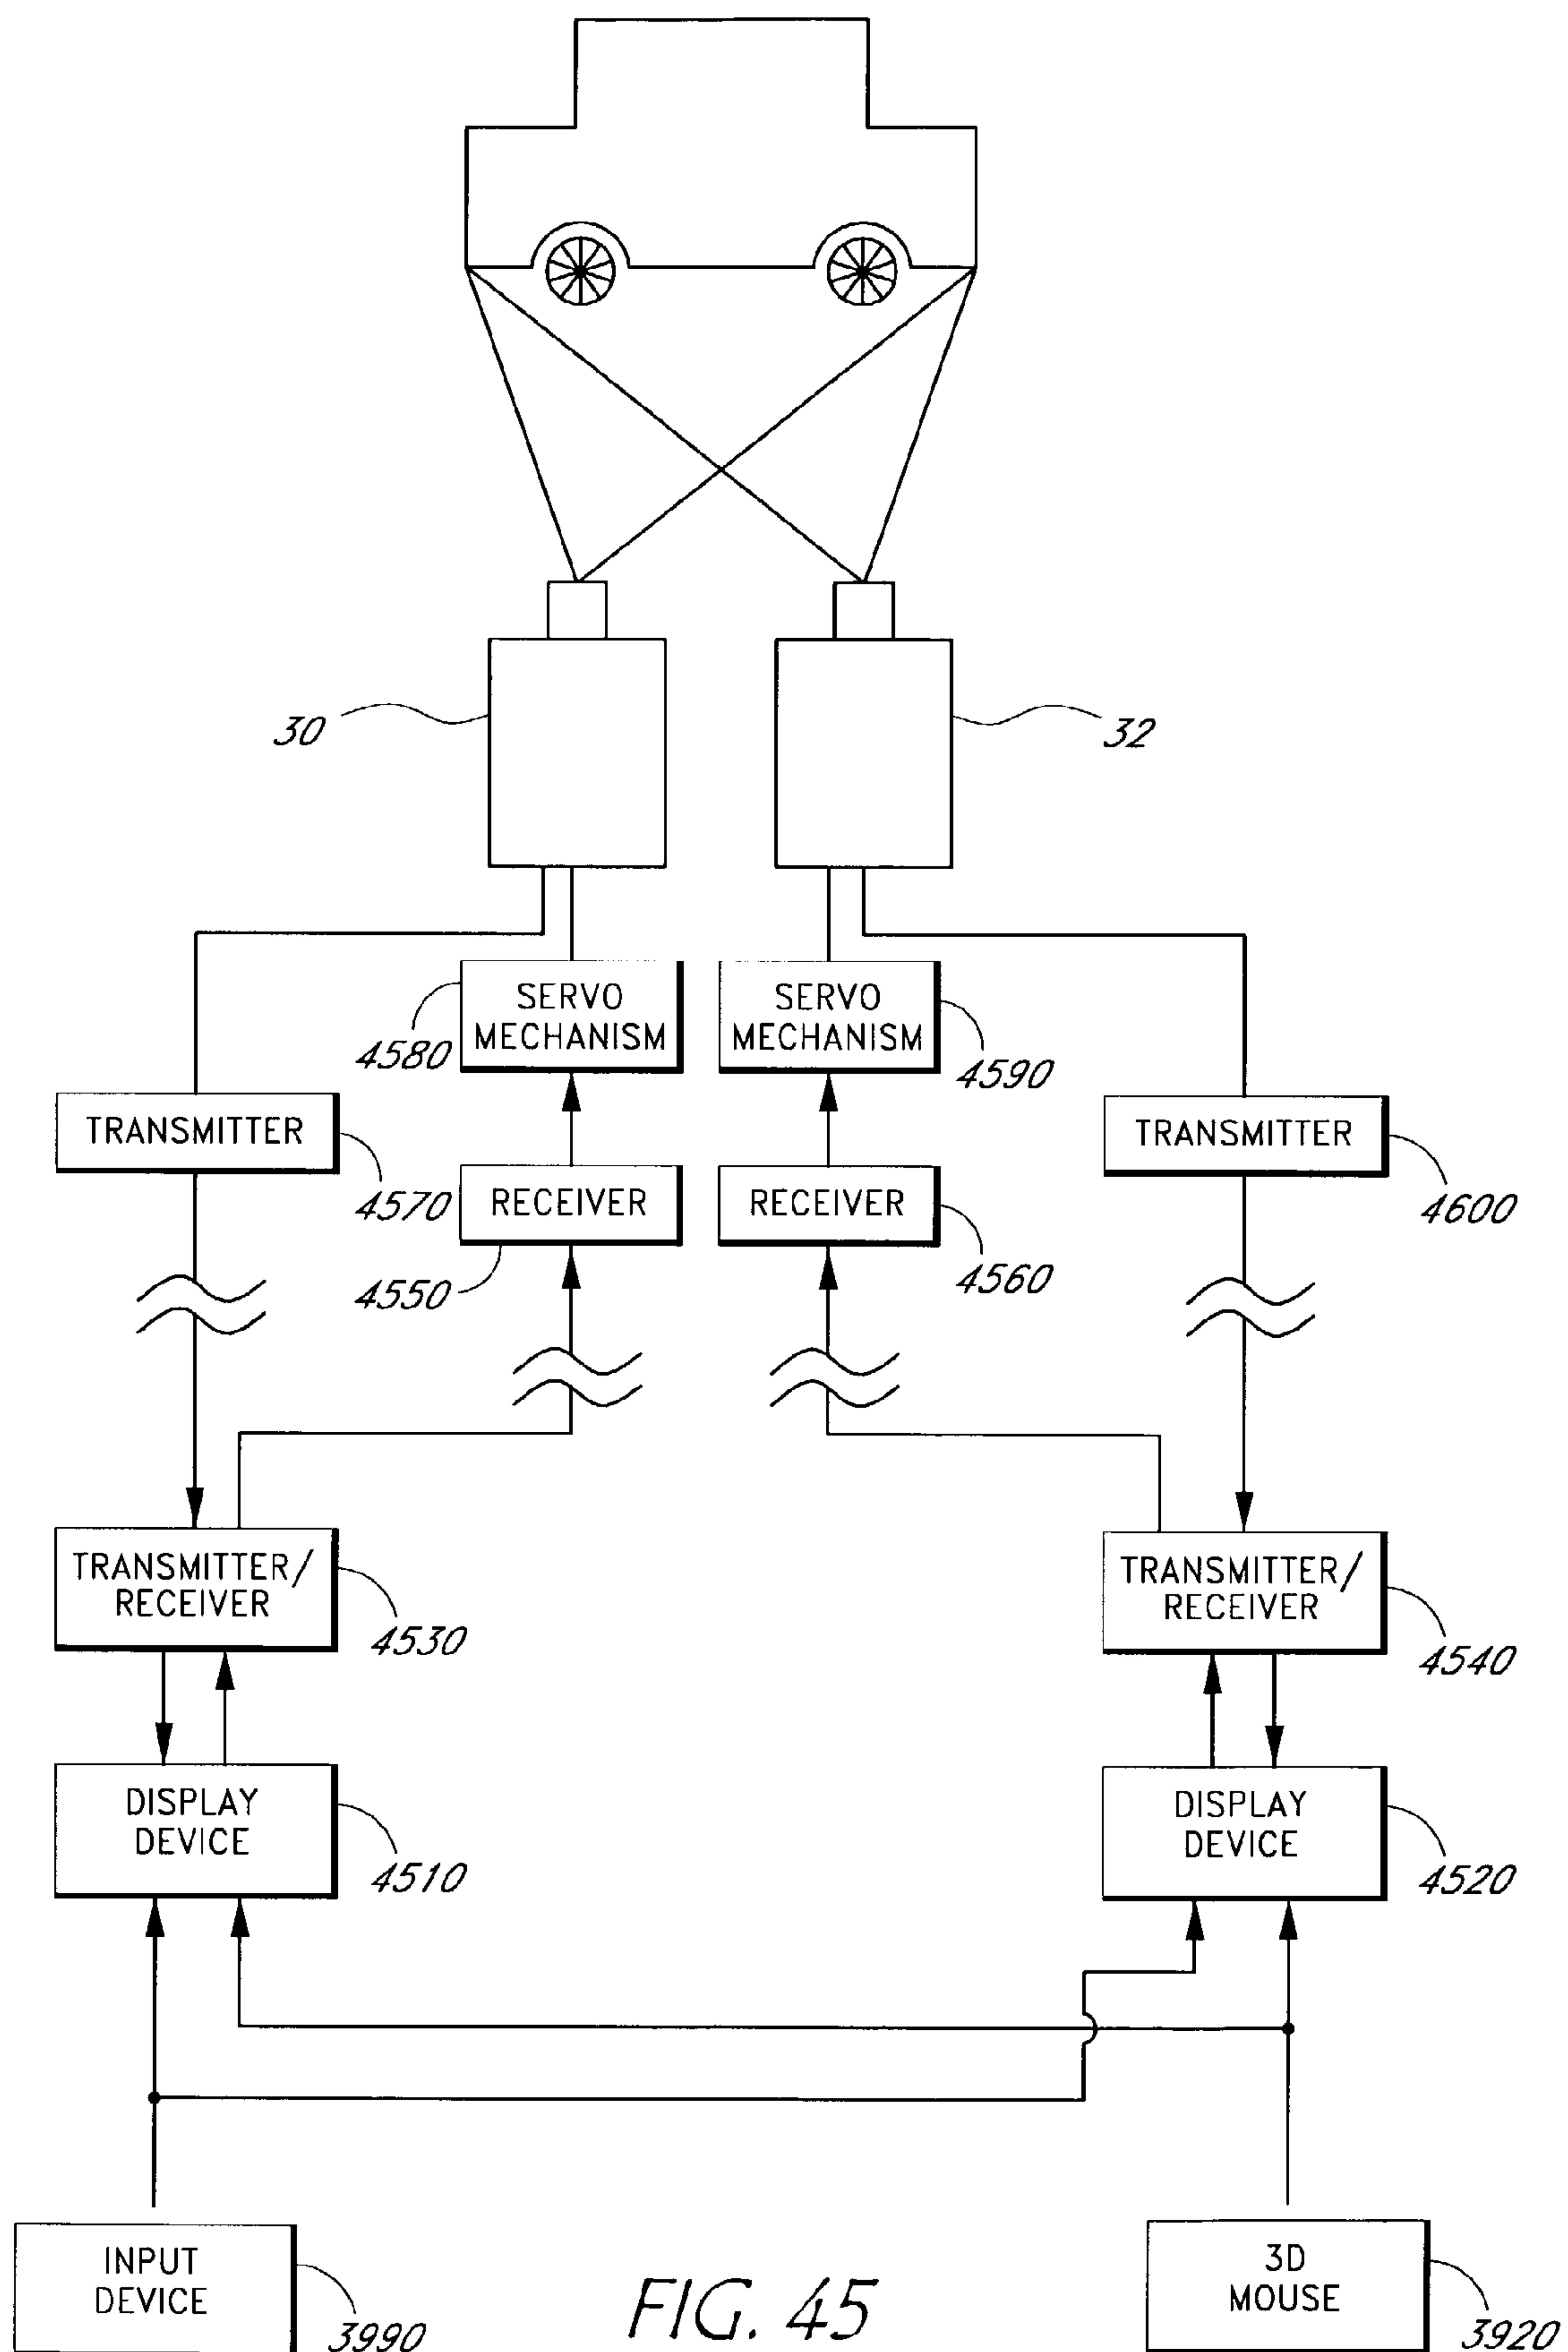 30
32
SERVO
MECHANISM
4580
SERVO
MECHANISM
4590
TRANSMITTER
4570
TRANSMITTER
4600
RECEIVER
4550
RECEIVER
4560
TRANSMITTER/
RECEIVER
4530
TRANSMITTER/
RECEIVER
4540
DISPLAY
DEVICE
4510
DISPLAY
DEVICE
4520
INPUT
DEVICE
3990
3D
MOUSE
3920
FIG. 45